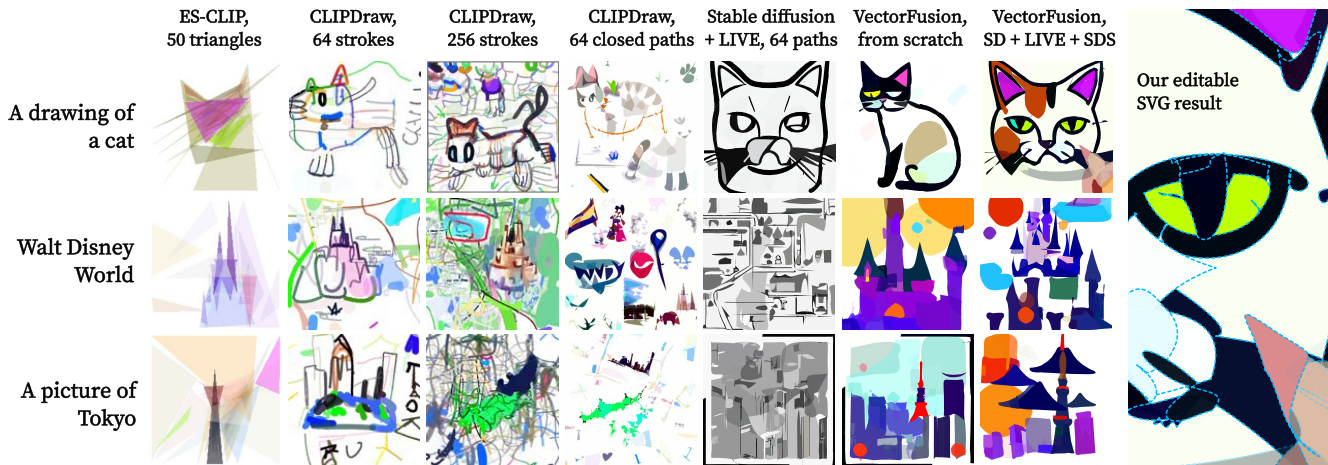 ES-CLIP,
50 triangles
CLIPDraw,
64 strokes
CLIPDraw,
256 strokes
CLIPDraw,
64 closed paths
Stable diffusion
+ LIVE, 64 paths
VectorFusion,
from scratch
VectorFusion,
SD + LIVE + SDS
Our editable
SVG result
A drawing of
a cat
Walt Disney
World
A picture of
Tokyo